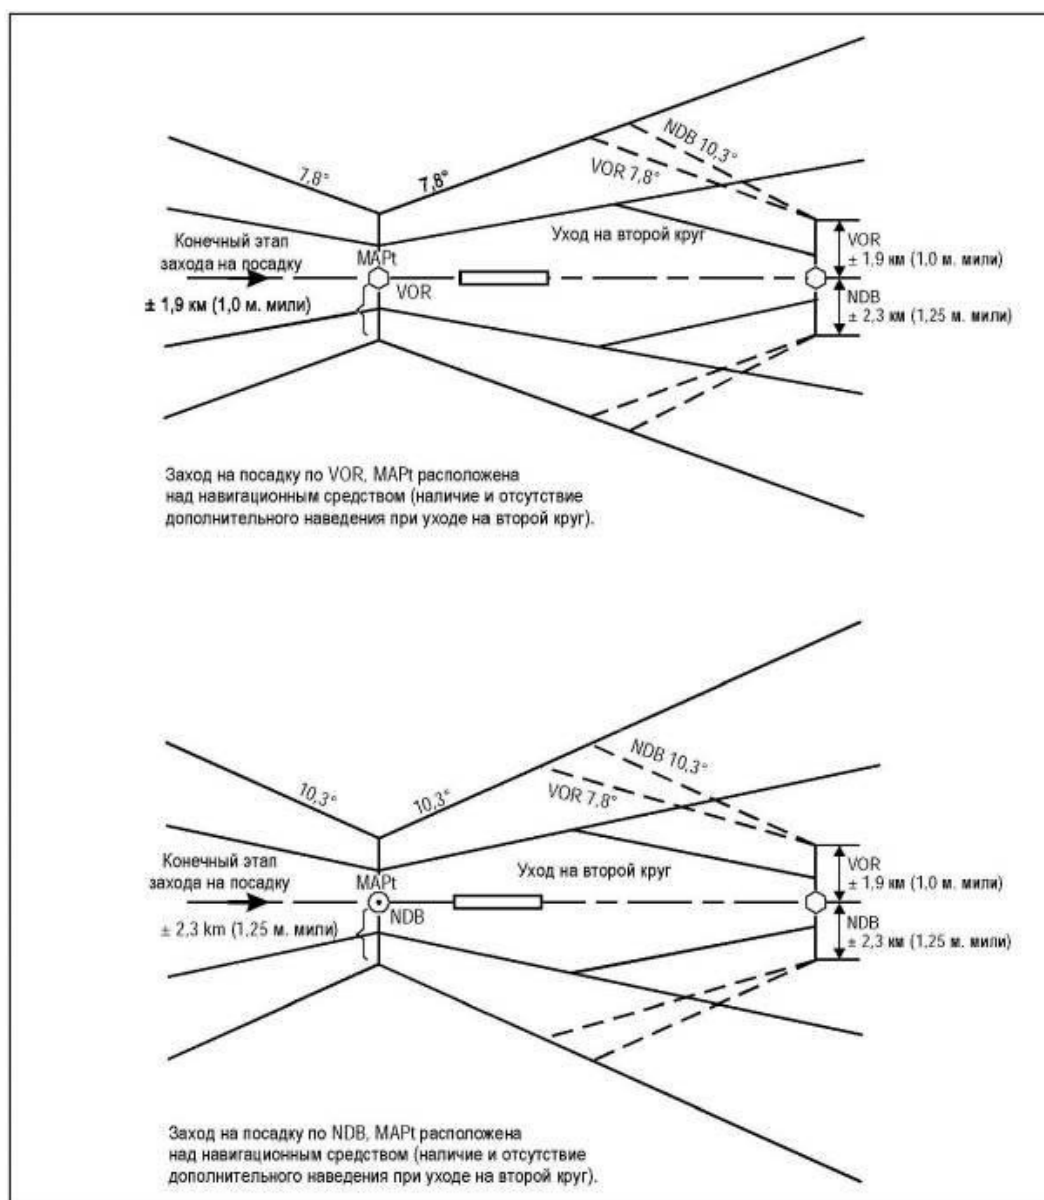 NDB 10,3°
VOR 7,8°
7,8°
7,8°
Конечный этап
захода на посадку
MAPt
Уход на второй круг
VOR
± 1,9 км (1,0 м. мили)
VOR
± 1,9 км (1,0 м. мили)
NDB
± 2,3 км (1,25 м. мили)
Заход на посадку по VOR, MAPt расположена
над навигационным средством (наличие и отсутствие
дополнительного наведения при уходе на второй круг).
NDB 10,3°
VOR 7,8°
10,3°
10,3°
Конечный этап
захода на посадку
MAPt
Уход на второй круг
VOR
± 1,9 км (1,0 м. мили)
NDB
± 2,3 km (1,25 м. мили)
NDB
± 2,3 км (1,25 м. мили)
Заход на посадку по NDB, MAPt расположена
над навигационным средством (наличие и отсутствие
дополнительного наведения при уходе на второй круг).